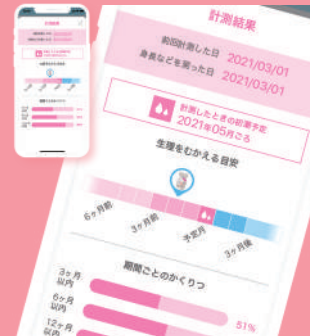 計測結果
前回計測した日 2021/03/01
身長などを測った日 2021/03/01
計測したときの初潮予定
2021年05月ごろ
生理をむかえる目安
6ヶ月前
3ヶ月前
予定月
3ヶ月後
期間ごとのかくりつ
3ヶ月
以内
51%
6ヶ月
以内
12ヶ月